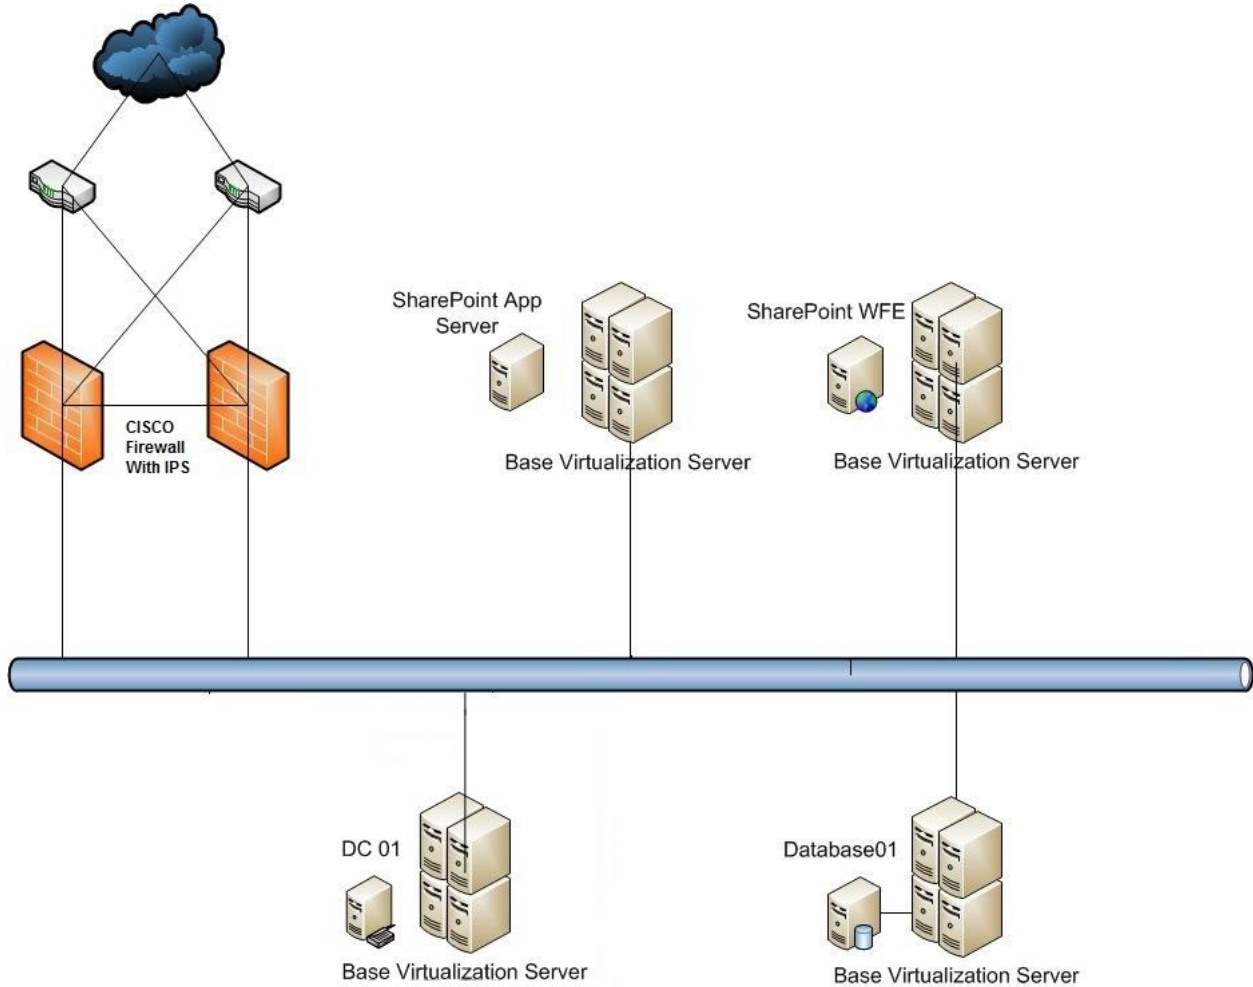 SharePoint App
Server
SharePoint WFE
CISCO
Firewall
With IPS
Base Virtualization Server
Base Virtualization Server
DC 01
Database01
Base Virtualization Server
Base Virtualization Server